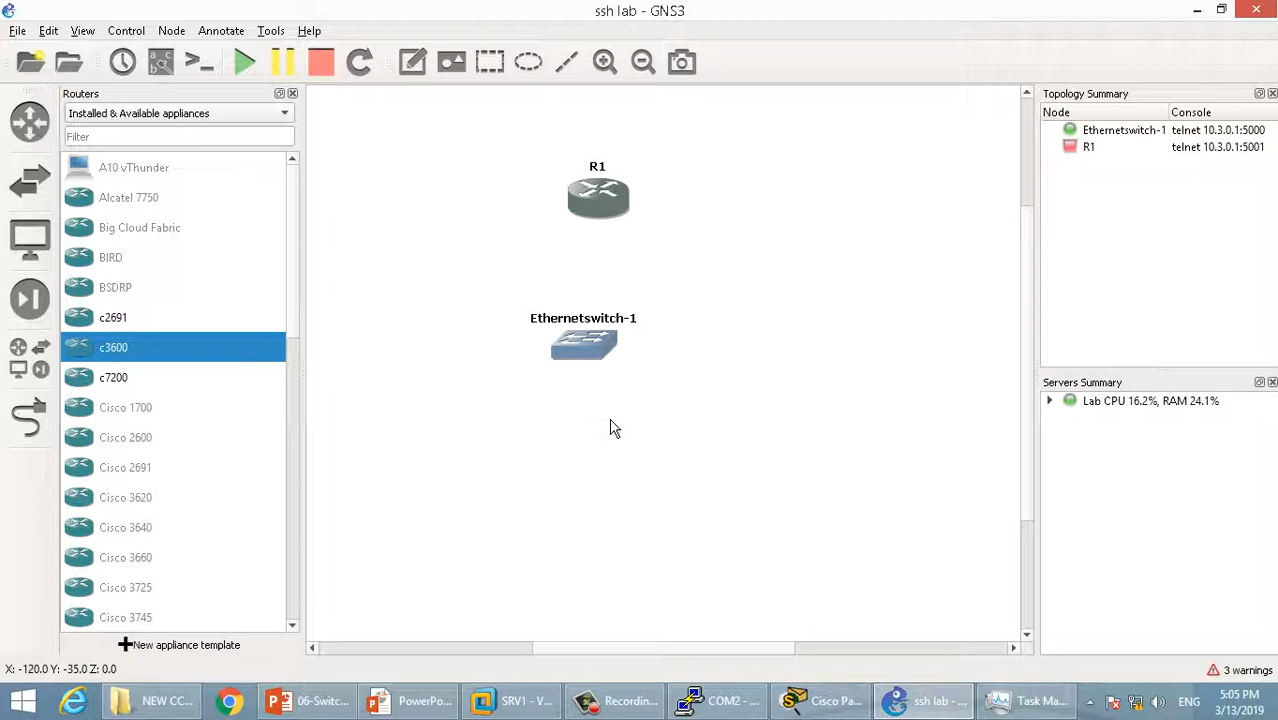 ssh lab - GNS3
File Edit View Control Node Annotate Tools Help
Routers
Installed & Available appliances
Filter
A10 vThunder
Alcatel 7750
Big Cloud Fabric
BIRD
BSDRP
c2691
c3600
c7200
Cisco 1700
Cisco 2600
Cisco 2691
Cisco 3620
Cisco 3640
Cisco 3660
Cisco 3725
Cisco 3745
New appliance template
R1
Ethernetswitch-1
Topology Summary
Node Console
Ethernetswitch-1 telnet 10.3.0.1:5000
R1 telnet 10.3.0.1:5001
Servers Summary
Lab CPU 16.2%, RAM 24.1%
X: -120.0 Y: -35.0 Z: 0.0
3 warnings
NEW CC...
06-Switc...
PowerPo...
SRV1 - V...
Recordin...
COM2 - ...
Cisco Pa...
ssh lab - ...
Task Ma...
ENG
5:05 PM
3/13/2019